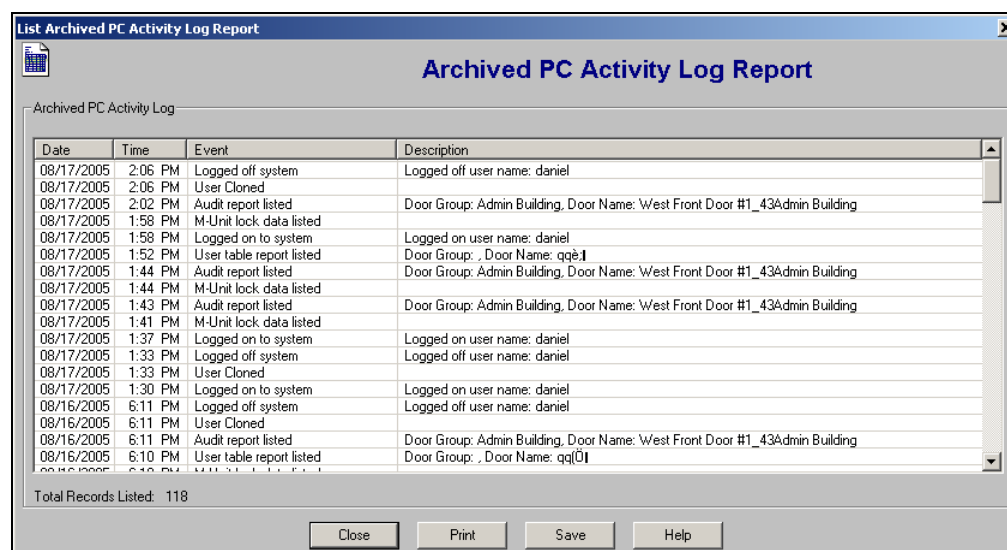 List Archived PC Activity Log Report
Archived PC Activity Log Report
Archived PC Activity Log
Date Time Event Description
08/17/2005 2:06 PM Logged off system Logged off user name: daniel
08/17/2005 2:06 PM User Cloned
08/17/2005 2:02 PM Audit report listed Door Group: Admin Building, Door Name: West Front Door #1_43Admin Building
08/17/2005 1:58 PM M-Unit lock data listed
08/17/2005 1:58 PM Logged on to system Logged on user name: daniel
08/17/2005 1:52 PM User table report listed Door Group: , Door Name: qqè;
08/17/2005 1:44 PM Audit report listed Door Group: Admin Building, Door Name: West Front Door #1_43Admin Building
08/17/2005 1:44 PM M-Unit lock data listed
08/17/2005 1:43 PM Audit report listed Door Group: Admin Building, Door Name: West Front Door #1_43Admin Building
08/17/2005 1:41 PM M-Unit lock data listed
08/17/2005 1:37 PM Logged on to system Logged on user name: daniel
08/17/2005 1:33 PM Logged off system Logged off user name: daniel
08/17/2005 1:33 PM User Cloned
08/17/2005 1:30 PM Logged on to system Logged on user name: daniel
08/16/2005 6:11 PM Logged off system Logged off user name: daniel
08/16/2005 6:11 PM User Cloned
08/16/2005 6:11 PM Audit report listed Door Group: Admin Building, Door Name: West Front Door #1_43Admin Building
08/16/2005 6:10 PM User table report listed Door Group: , Door Name: qq(Ö
Total Records Listed: 118
Close Print Save Help